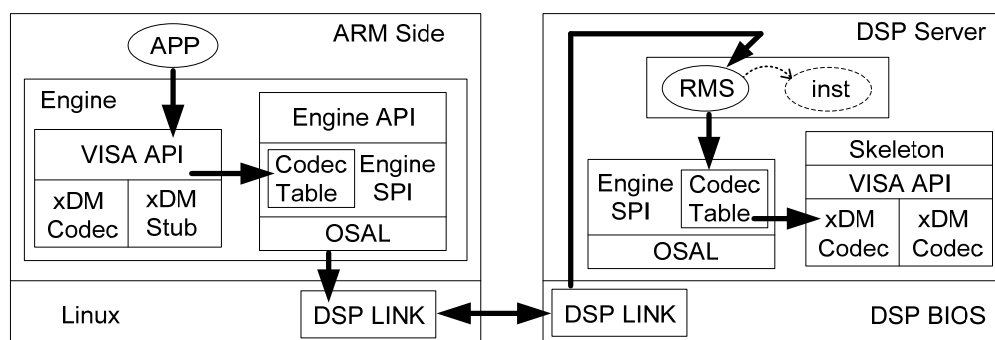 ARM Side
APP
Engine
VISA API
xDM
Codec
xDM
Stub
Engine API
Codec
Table
Engine
SPI
OSAL
Linux
DSP LINK
DSP Server
RMS
inst
Engine
SPI
Codec
Table
OSAL
Skeleton
VISA API
xDM
Codec
xDM
Codec
DSP LINK
DSP BIOS